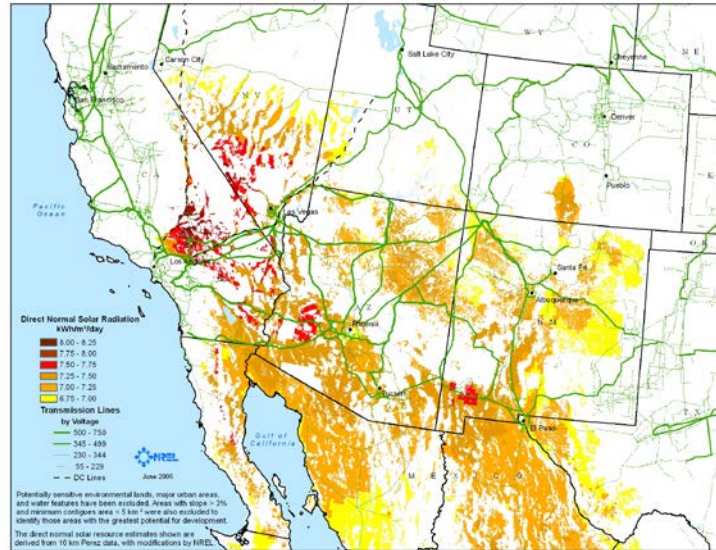 W Y
N E
Salt Lake City
Cheyenne
Carson City
Sacramento
San Francisco
N V
U T
Denver
C O
Pueblo
C A
Pacific
Ocean
Las Vegas
O K
Los Angeles
Santa Fe
Albuquerque
N M
Z
Phoenix
Tucson
El Paso
T X
Gulf of
California
M E X I C O
Direct Normal Solar Radiation
kWh/m²/day
8.00 - 8.25
7.75 - 8.00
7.50 - 7.75
7.25 - 7.50
7.00 - 7.25
6.75 - 7.00
Transmission Lines
by Voltage
500 - 750
345 - 499
230 - 344
55 - 229
DC Lines
NREL
June 2005
Potentially sensitive environmental lands, major urban areas,
and water features have been excluded. Areas with slope > 3%
and minimum contigues area < 5 km² were also excluded to
identify those areas with the greatest potential for development.
The direct normal solar resource estimates shown are
derived from 10 km Perez data, with modifications by NREL.